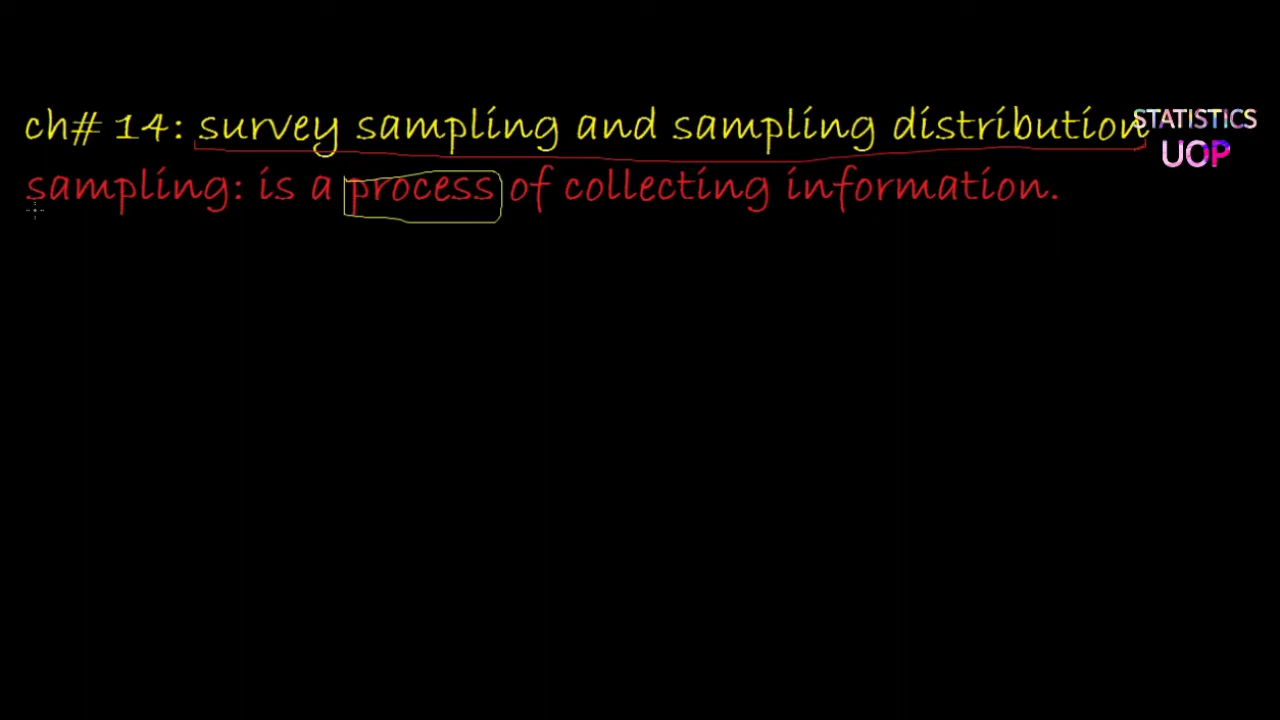 ch# 14: survey sampling and sampling distribution
STATISTICS
UOP
sampling: is a process of collecting information.